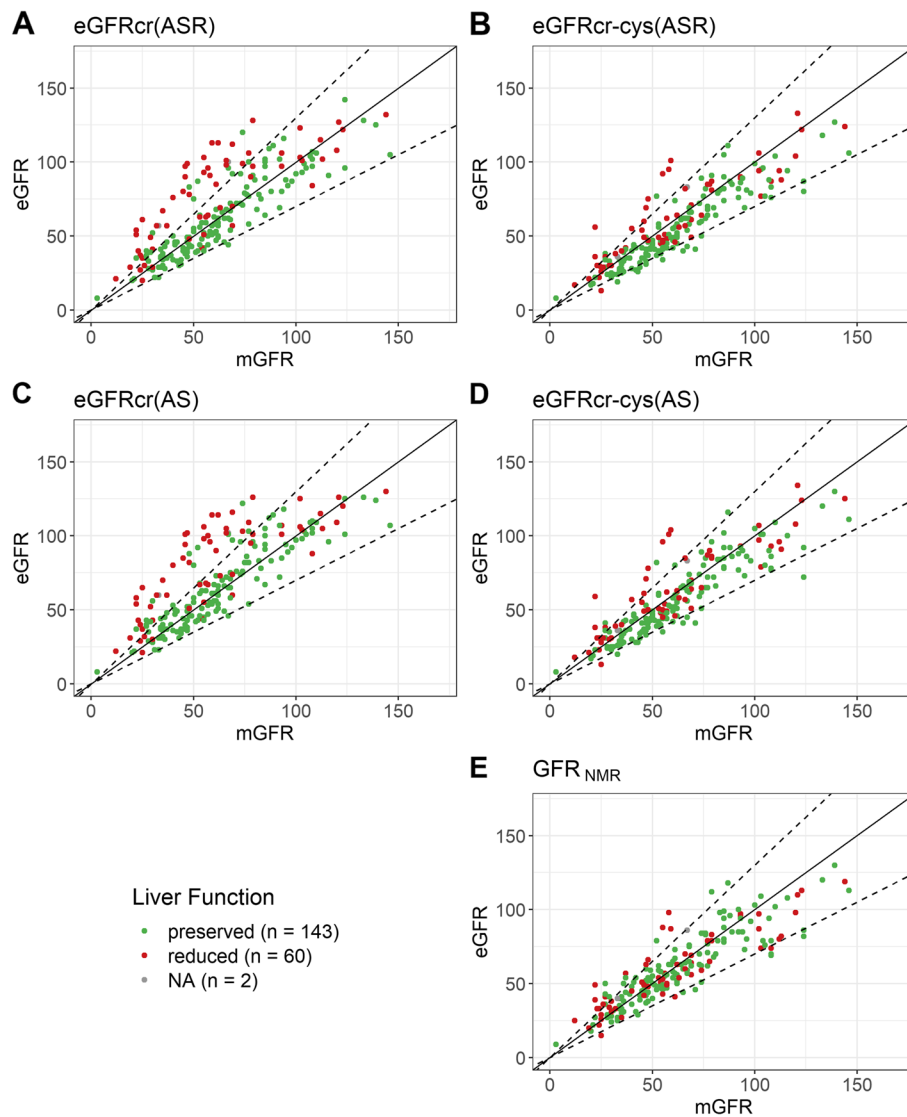 A eGFRcr(ASR)
eGFR
150
100
50
0
0 50 100 150
mGFR
B eGFRcr-cys(ASR)
eGFR
150
100
50
0
0 50 100 150
mGFR
C eGFRcr(AS)
eGFR
150
100
50
0
0 50 100 150
mGFR
D eGFRcr-cys(AS)
eGFR
150
100
50
0
0 50 100 150
mGFR
E GFR NMR
eGFR
150
100
50
0
0 50 100 150
mGFR
Liver Function
preserved (n = 143)
reduced (n = 60)
NA (n = 2)